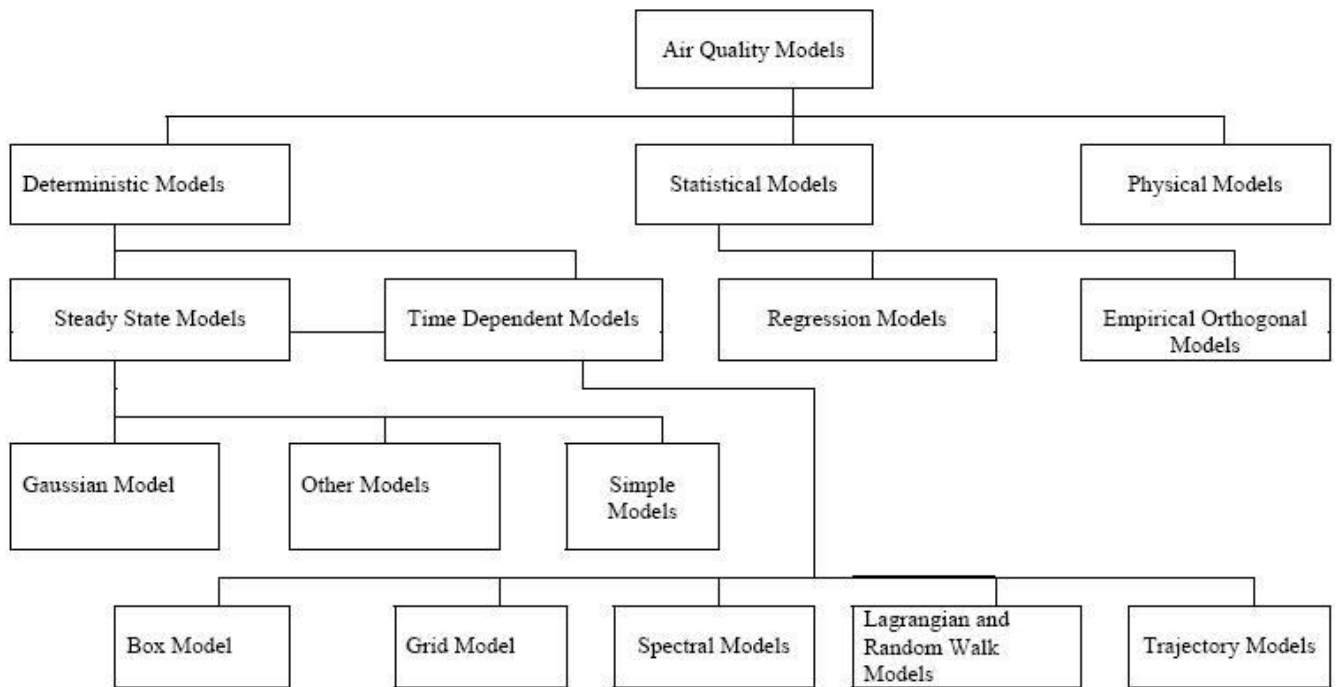 Air Quality Models
Deterministic Models
Statistical Models
Physical Models
Steady State Models
Time Dependent Models
Regression Models
Empirical Orthogonal
Models
Gaussian Model
Other Models
Simple
Models
Box Model
Grid Model
Spectral Models
Lagrangian and
Random Walk
Models
Trajectory Models